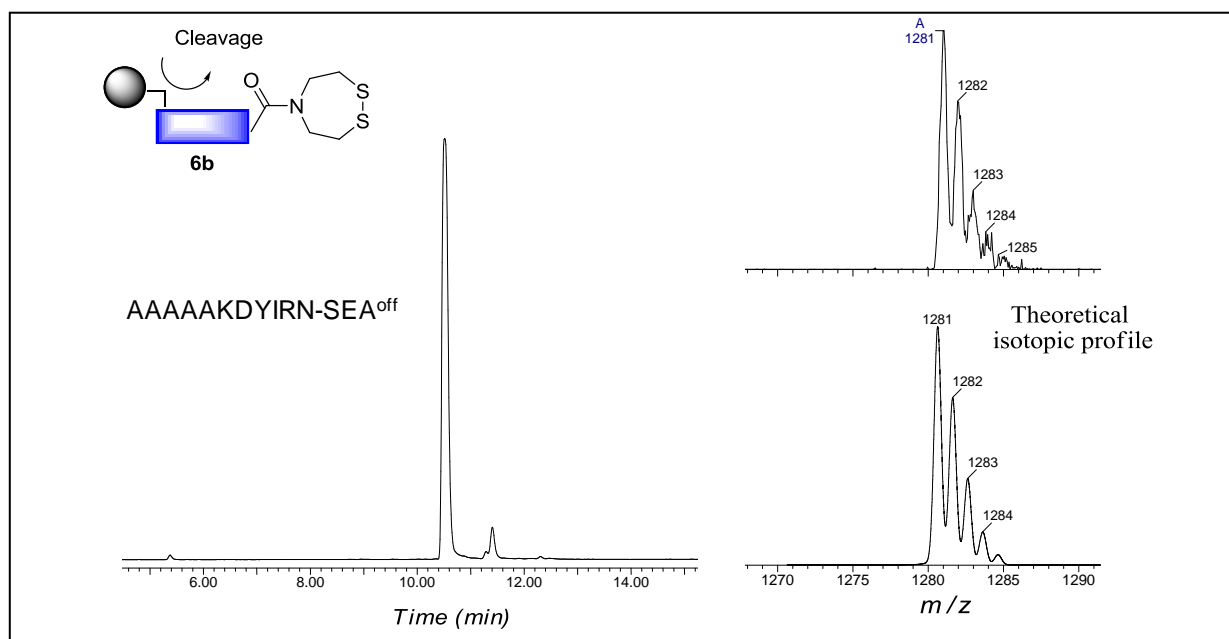 Cleavage
O
N
S
S
6b
AAAAAKDYIRN-SEAoff
6.00 8.00 10.00 12.00 14.00
Time (min)
A
1281
1282
1283
1284
1285
Theoretical
isotopic profile
1281
1282
1283
1284
1270 1275 1280 1285 1290
m/z